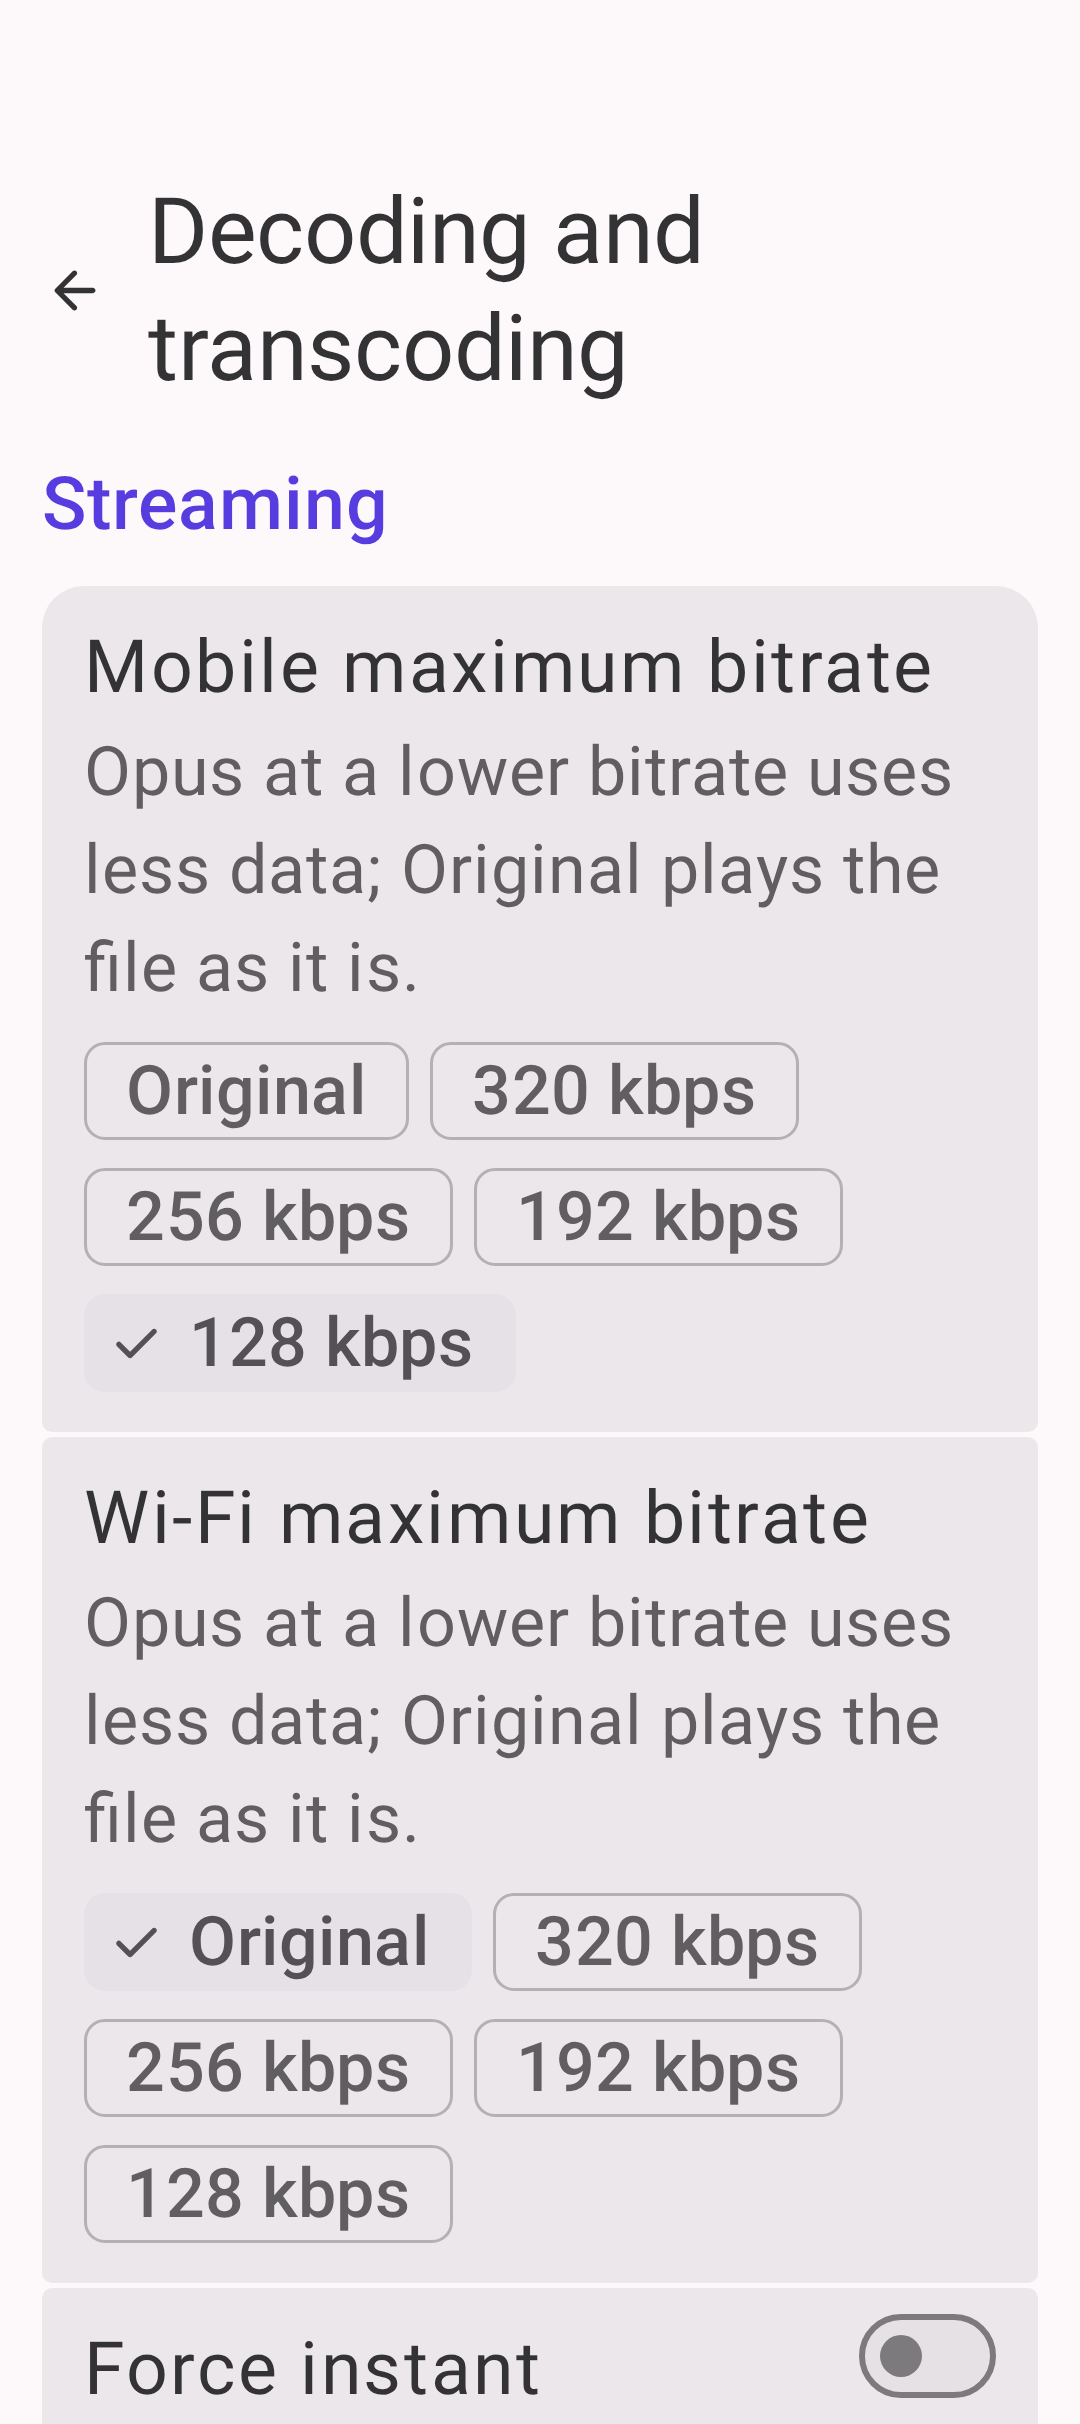 Decoding and
transcoding
Streaming
Mobile maximum bitrate
Opus at a lower bitrate uses
less data; Original plays the
file as it is.
Original
320 kbps
256 kbps
192 kbps
128 kbps
Wi-Fi maximum bitrate
Opus at a lower bitrate uses
less data; Original plays the
file as it is.
Original
320 kbps
256 kbps
192 kbps
128 kbps
Force instant